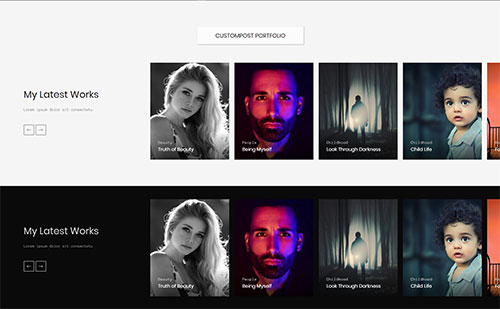 CUSTOMPOST PORTFOLIO
My Latest Works
Lorem ipsum dolor sit consectetu.
← →
Beauty
Truth of Beauty
People
Being Myself
Childhood
Look Through Darkness
Childhood
Child Life
My Latest Works
Lorem ipsum dolor sit consectetu.
← →
Beauty
Truth of Beauty
People
Being Myself
Childhood
Look Through Darkness
Childhood
Child Life